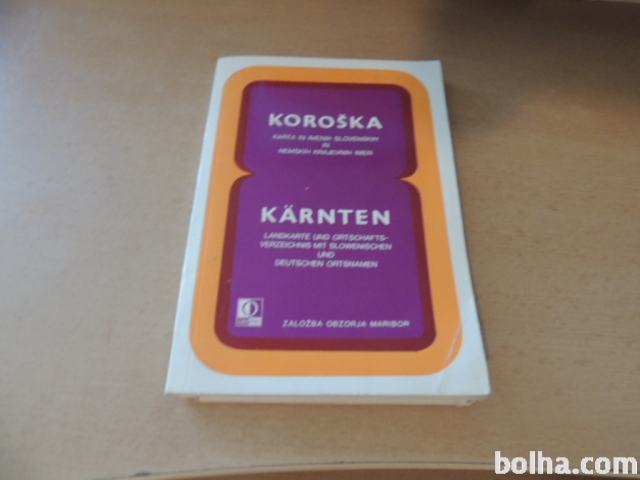 KOROŠKA
KARTA IN IMENIK SLOVENSKIH
IN
NEMŠKIH KRAJEVNIH IMEN
KÄRNTEN
LANDKARTE UND ORTSCHAFTS-
VERZEICHNIS MIT SLOWENISCHEN
UND
DEUTSCHEN ORTSNAMEN
ZALOŽBA OBZORJA MARIBOR
bolha.com